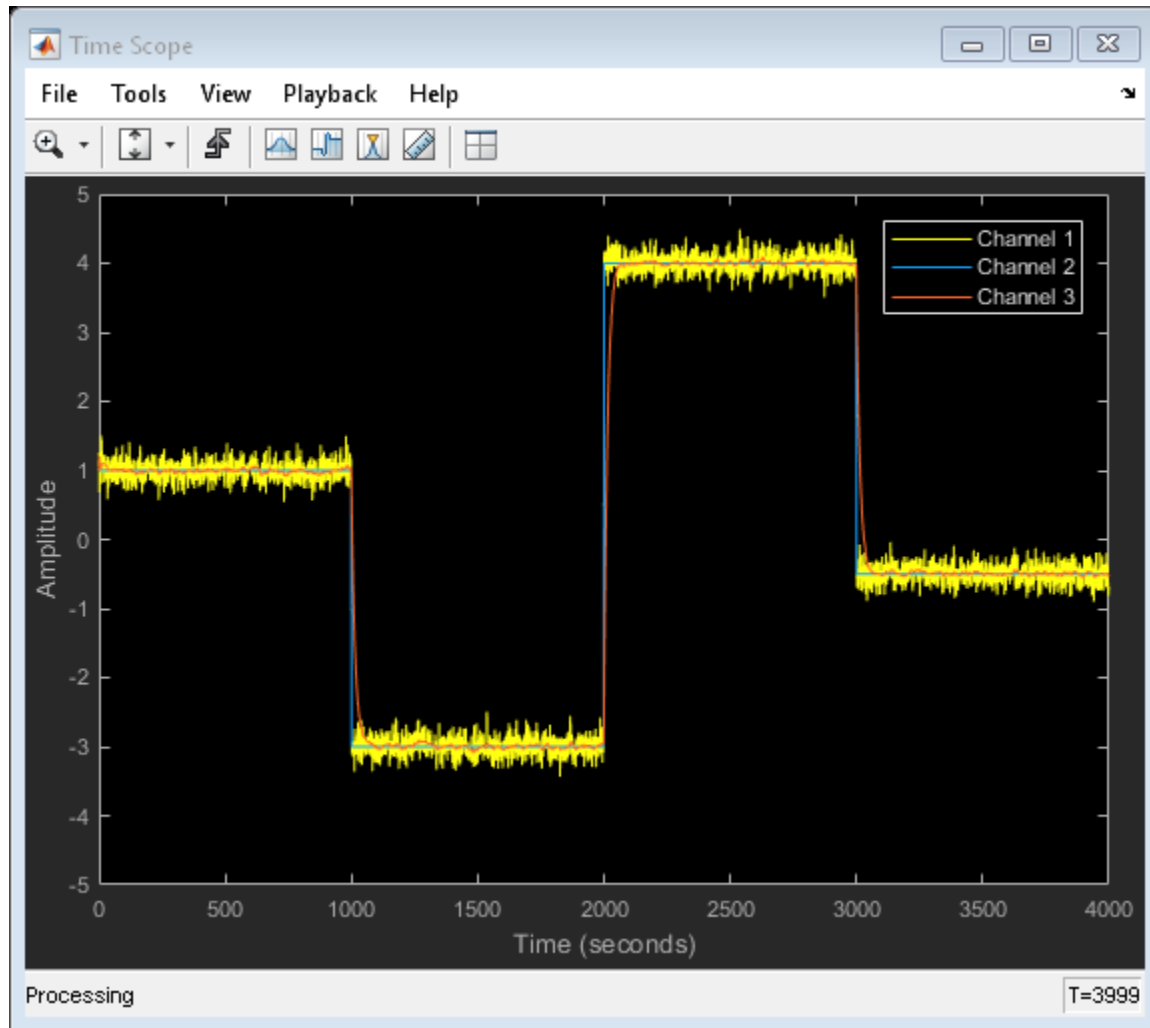 Time Scope
File Tools View Playback Help
5
4
3
2
1
0
-1
-2
-3
-4
-5
Amplitude
Channel 1
Channel 2
Channel 3
0 500 1000 1500 2000 2500 3000 3500 4000
Time (seconds)
Processing T=3999